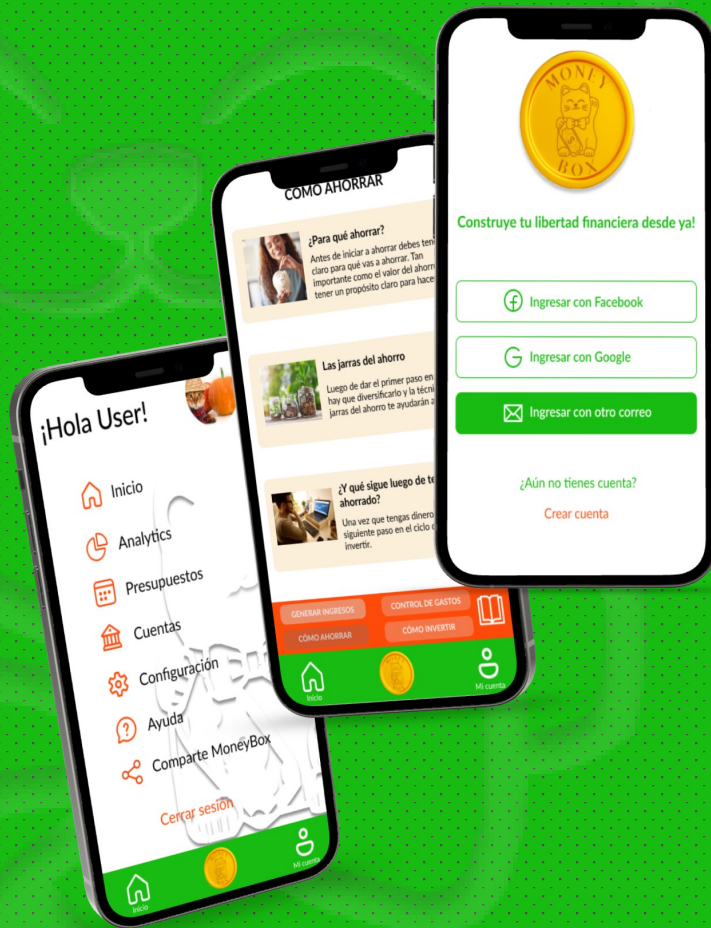 MONEY
BOX
Construye tu libertad financiera desde ya!
Ingresar con Facebook
Ingresar con Google
Ingresar con otro correo
¿Aún no tienes cuenta?
Crear cuenta
COMO AHORRAR
¿Para qué ahorrar?
Antes de iniciar a ahorrar debes
claro para qué vas a ahorrar. Tan
importante como el valor del
tener un propósito claro para
Las jarras del ahorro
Luego de dar el primer paso en
hay que diversificarlo y la
jarras del ahorro te ayudarán a
¿Y qué sigue luego de
ahorrado?
Una vez que tengas dinero
siguiente paso en el ciclo
invertir.
GENERAR INGRESOS
CONTROL DE GASTOS
CÓMO AHORRAR
CÓMO INVERTIR
Inicio
Mi cuenta
¡Hola User!
Inicio
Analytics
Presupuestos
Cuentas
Configuración
Ayuda
Comparte MoneyBox
Cerrar sesión
Inicio
Mi cuenta